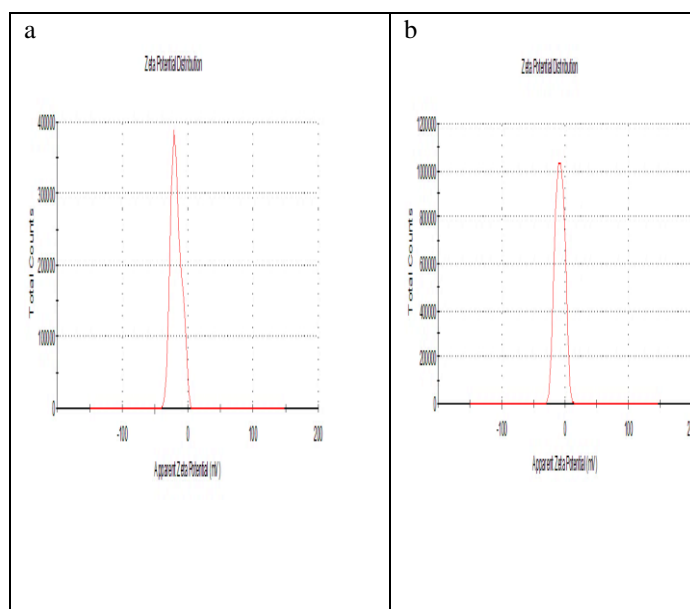 a
Zeta Potential Distribution
400000
300000
200000
100000
0
Total Counts
-100
0
100
200
Apparent Zeta Potential (mV)
b
Zeta Potential Distribution
1200000
1000000
800000
600000
400000
200000
0
Total Counts
-100
0
100
200
Apparent Zeta Potential (mV)